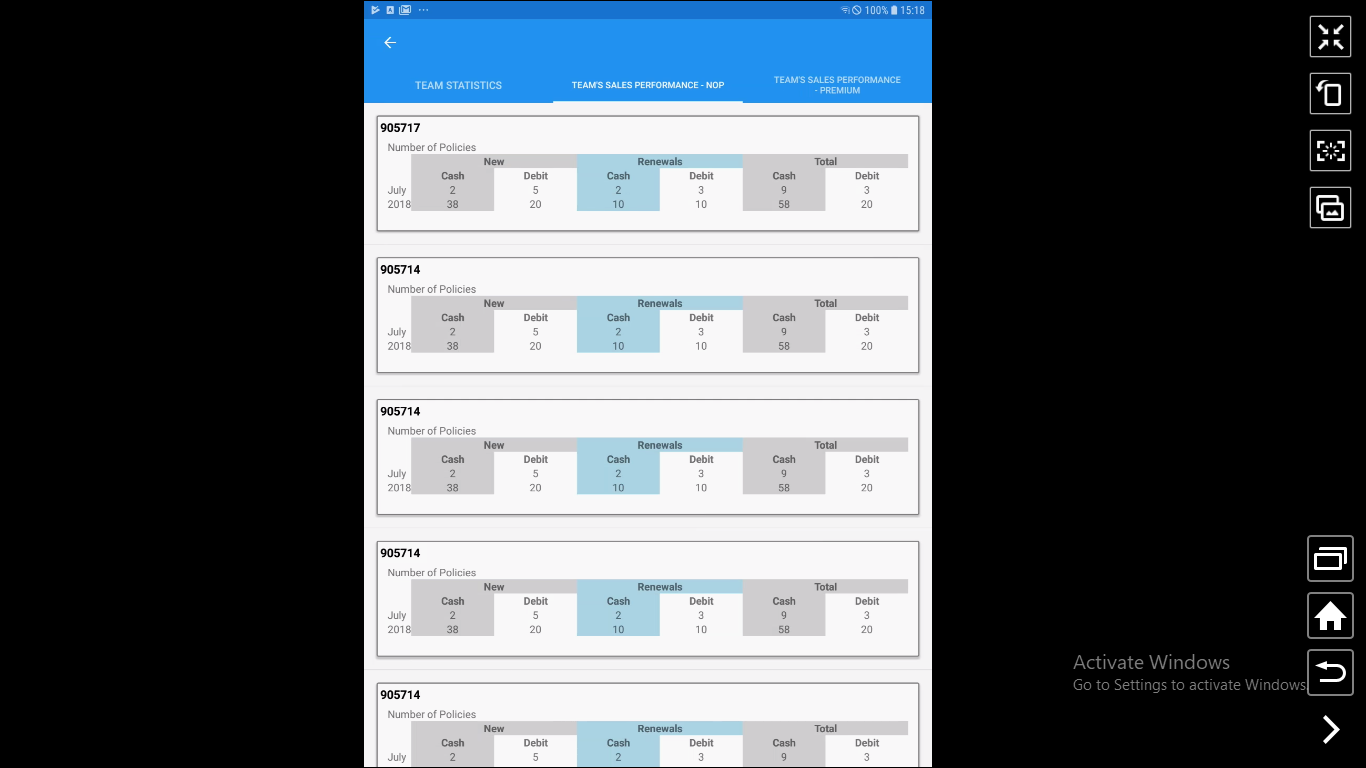 100% 15:18
TEAM STATISTICS
TEAM'S SALES PERFORMANCE - NOP
TEAM'S SALES PERFORMANCE
- PREMIUM
905717
Number of Policies
New Renewals Total
Cash Debit Cash Debit Cash Debit
July 2 5 2 3 9 3
2018 38 20 10 10 58 20
905714
Number of Policies
New Renewals Total
Cash Debit Cash Debit Cash Debit
July 2 5 2 3 9 3
2018 38 20 10 10 58 20
905714
Number of Policies
New Renewals Total
Cash Debit Cash Debit Cash Debit
July 2 5 2 3 9 3
2018 38 20 10 10 58 20
905714
Number of Policies
New Renewals Total
Cash Debit Cash Debit Cash Debit
July 2 5 2 3 9 3
2018 38 20 10 10 58 20
Activate Windows
Go to Settings to activate Windows
905714
Number of Policies
New Renewals Total
Cash Debit Cash Debit Cash Debit
July 2 5 2 3 9 3